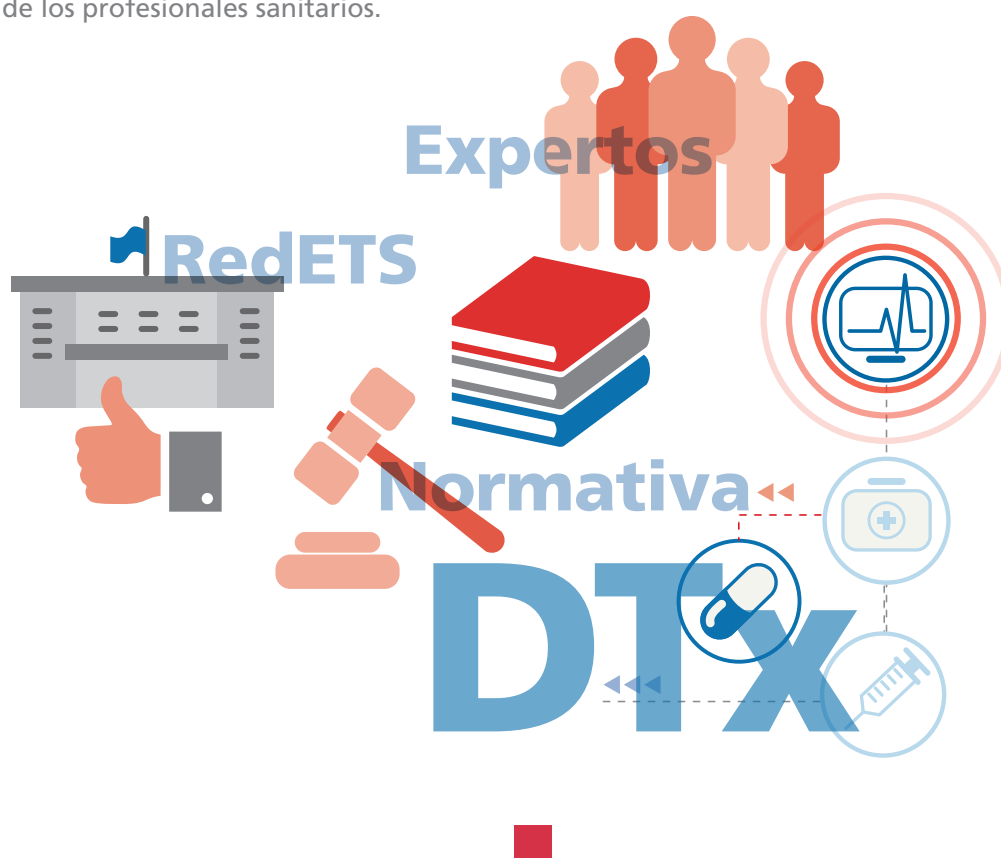 de los profesionales sanitarios.
Expertos
RedETS
Normativa
DTx